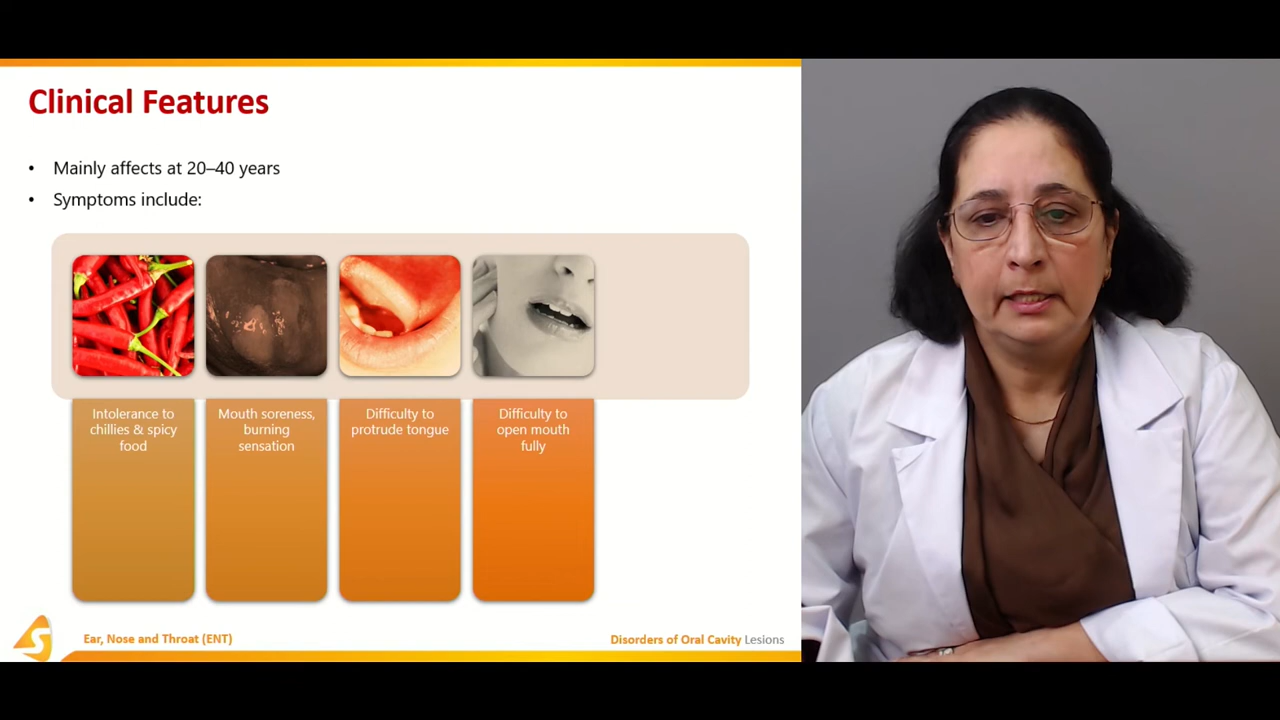 Clinical Features
• Mainly affects at 20–40 years
• Symptoms include:
Intolerance to
chillies & spicy
food
Mouth soreness,
burning
sensation
Difficulty to
protrude tongue
Difficulty to
open mouth
fully
Ear, Nose and Throat (ENT)
Disorders of Oral Cavity Lesions